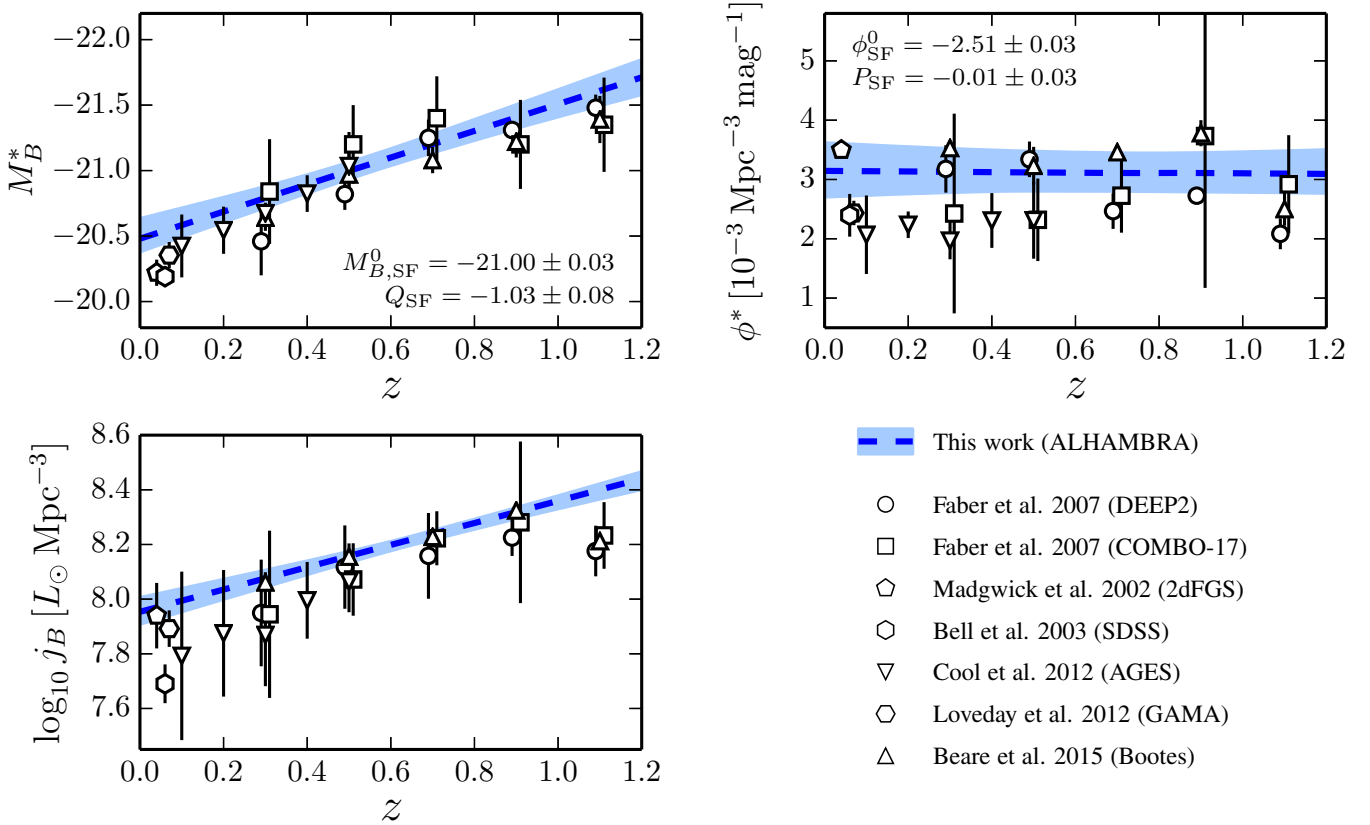 −22.0
−21.5
−21.0
−20.5
−20.0
M*_B
M⁰_{B,SF} = −21.00 ± 0.03
Q_SF = −1.03 ± 0.08
0.0 0.2 0.4 0.6 0.8 1.0 1.2
z
5
4
3
2
1
ϕ* [10⁻³ Mpc⁻³ mag⁻¹]
ϕ⁰_SF = −2.51 ± 0.03
P_SF = −0.01 ± 0.03
0.0 0.2 0.4 0.6 0.8 1.0 1.2
z
8.6
8.4
8.2
8.0
7.8
7.6
log₁₀ j_B [L_⊙ Mpc⁻³]
0.0 0.2 0.4 0.6 0.8 1.0 1.2
z
This work (ALHAMBRA)
Faber et al. 2007 (DEEP2)
Faber et al. 2007 (COMBO-17)
Madgwick et al. 2002 (2dFGS)
Bell et al. 2003 (SDSS)
Cool et al. 2012 (AGES)
Loveday et al. 2012 (GAMA)
Beare et al. 2015 (Bootes)